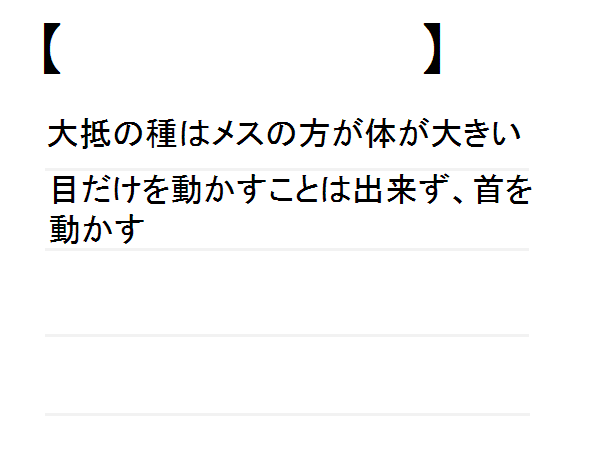 【　　　　　　　　　　】
大抵の種はメスの方が体が大きい
目だけを動かすことは出来ず、首を
動かす